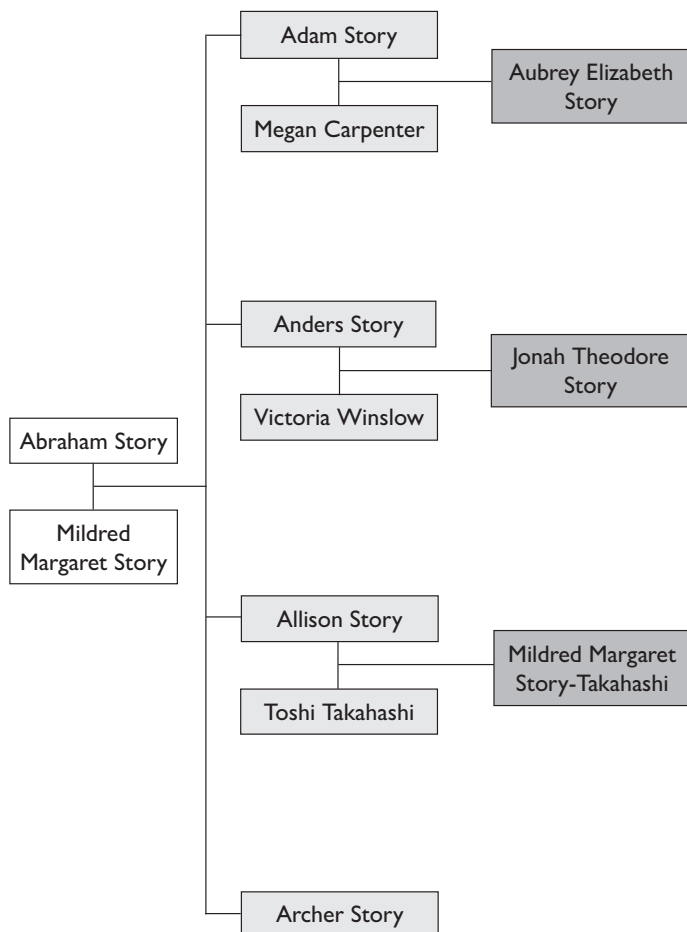 Adam Story
Aubrey Elizabeth
Story
Megan Carpenter
Anders Story
Jonah Theodore
Story
Victoria Winslow
Abraham Story
Mildred
Margaret Story
Allison Story
Mildred Margaret
Story-Takahashi
Toshi Takahashi
Archer Story